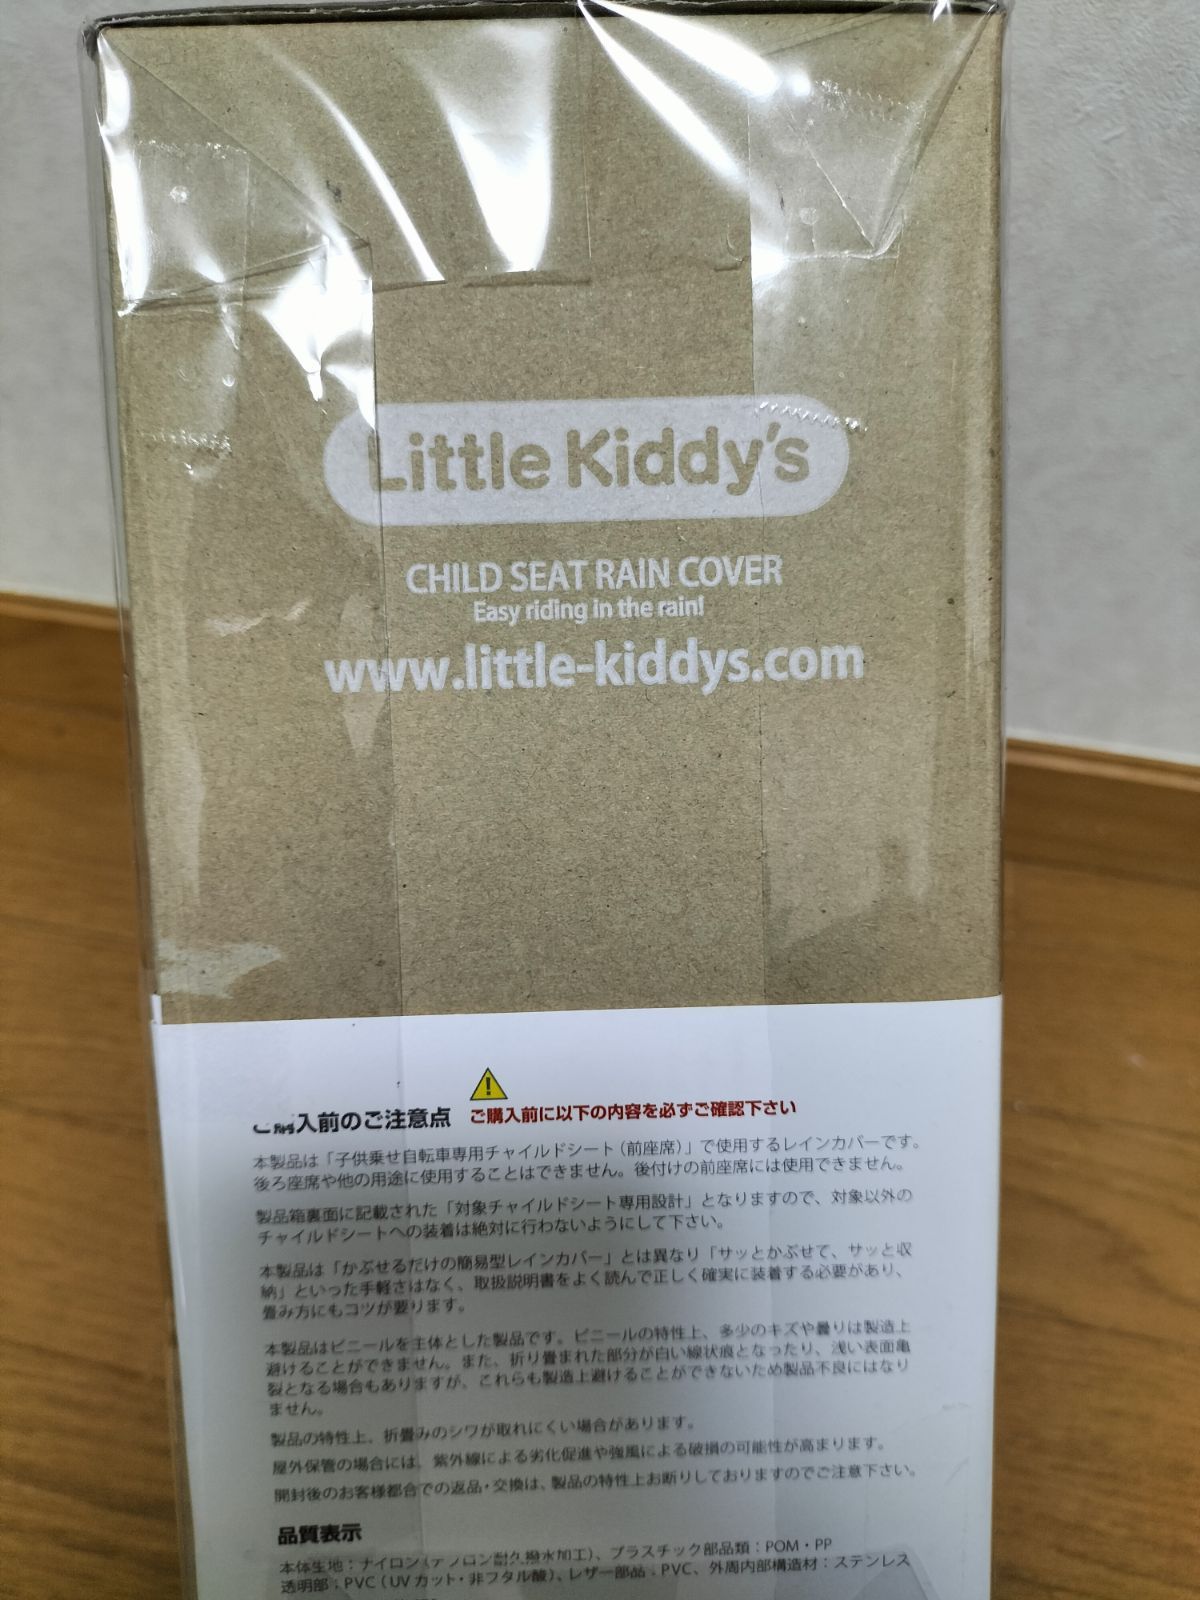 Little Kiddy's
CHILD SEAT RAIN COVER
Easy riding in the rain!
www.little-kiddys.com
ご購入前のご注意点
ご購入前に以下の内容を必ずご確認下さい
本製品は「子供乗せ自転車専用チャイルドシート(前座席)」で使用するレインカバーです。
後ろ座席や他の用途に使用することはできません。後付けの前座席には使用できません。
製品箱裏面に記載された「対象チャイルドシート専用設計」となりますので、対象以外の
チャイルドシートへの装着は絶対に行わないようにして下さい。
本製品は「かぶせるだけの簡易型レインカバー」とは異なり「サッとかぶせて、サッと収
納」といった手軽さはなく、取扱説明書をよく読んで正しく確実に装着する必要があり、
畳み方にもコツが要ります。
本製品はビニールを主体とした製品です。ビニールの特性上、多少のキズや曇りは製造上
避けることができません。また、折り畳まれた部分が白い線状痕となったり、浅い表面亀
裂となる場合もありますが、これらも製造上避けることができないため製品不良にはなり
ません。
製品の特性上、折畳みのシワが取れにくい場合があります。
屋外保管の場合には、紫外線による劣化促進や強風による破損の可能性が高まります。
開封後のお客様都合での返品・交換は、製品の特性上お断りしておりますのでご注意下さい。
品質表示
本体生地:ナイロン(テフロン耐久撥水加工)、プラスチック部品類:POM・PP
透明部:PVC(UVカット・非フタル酸)、レザー部品:PVC、外周内部構造材:ステンレス